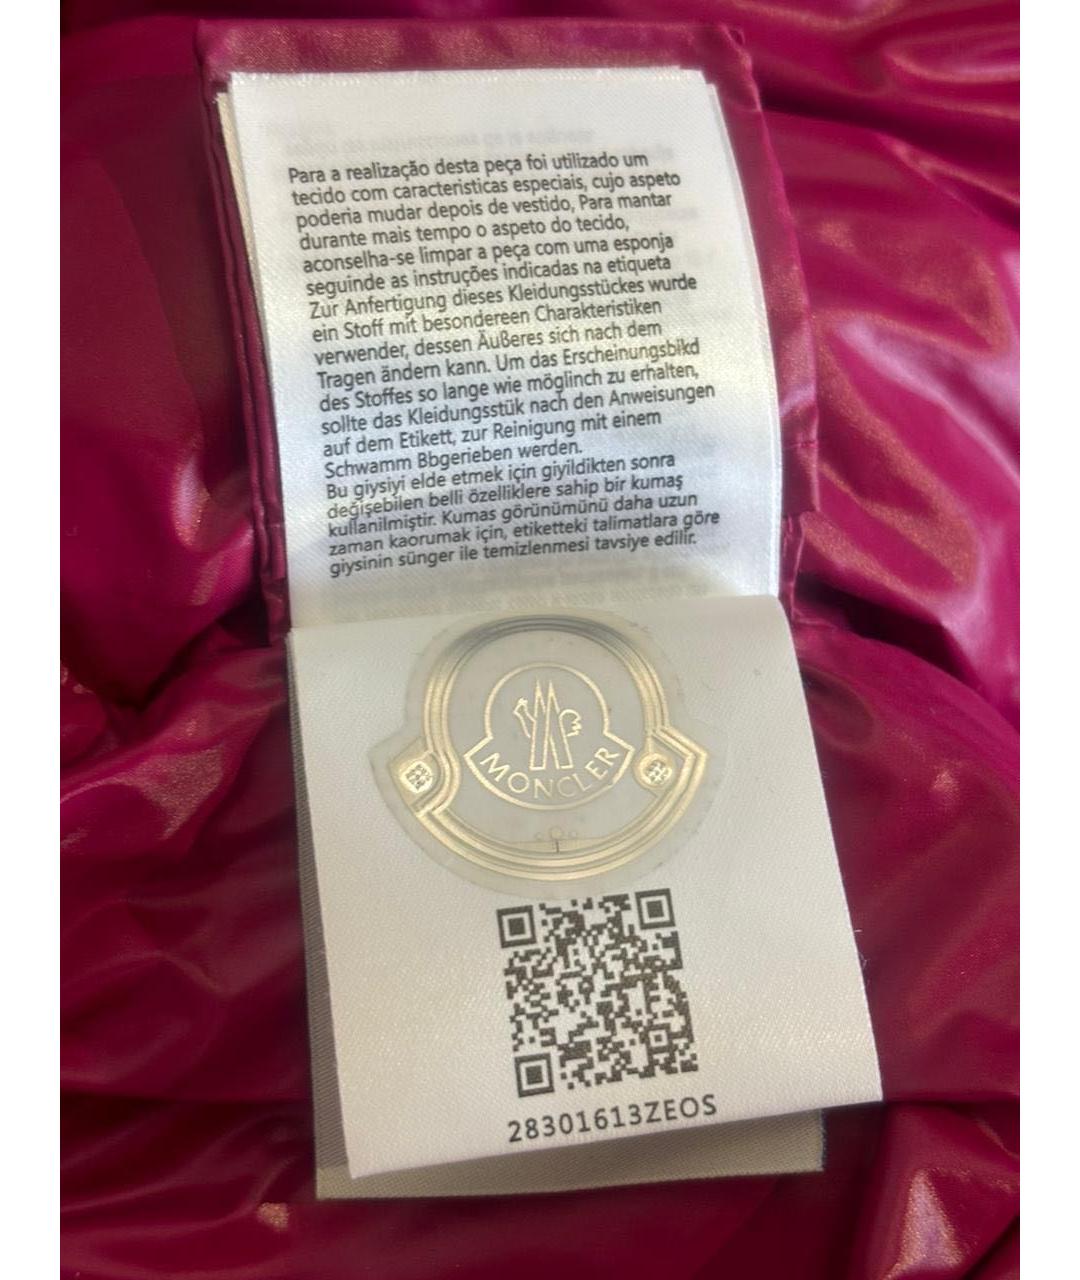 Para a realização desta peça foi utilizado um
tecido com caracteristicas especiais, cujo aspeto
poderia mudar depois de vestido, Para mantar
durante mais tempo o aspeto do tecido,
aconselha-se limpar a peça com uma esponja
seguinde as instruções indicadas na etiqueta
Zur Anfertigung dieses Kleidungsstückes wurde
ein Stoff mit besondereen Charakteristiken
verwender, dessen Äußeres sich nach dem
Tragen ändern kann. Um das Erscheinungsbikd
des Stoffes so lange wie möglinch zu erhalten,
sollte das Kleidungsstük nach den Anweisungen
auf dem Etikett, zur Reinigung mit einem
Schwamm Bbgerieben werden.
Bu giysiyi elde etmek için giyildikten sonra
değişebilen belli özelliklere sahip bir kumaş
kullanilmiştir. Kumas görünümünü daha uzun
zaman kaorumak için, etiketteki talimatlara göre
giysinin sünger ile temizlenmesi tavsiye edilir.
MONCLER
28301613ZEOS